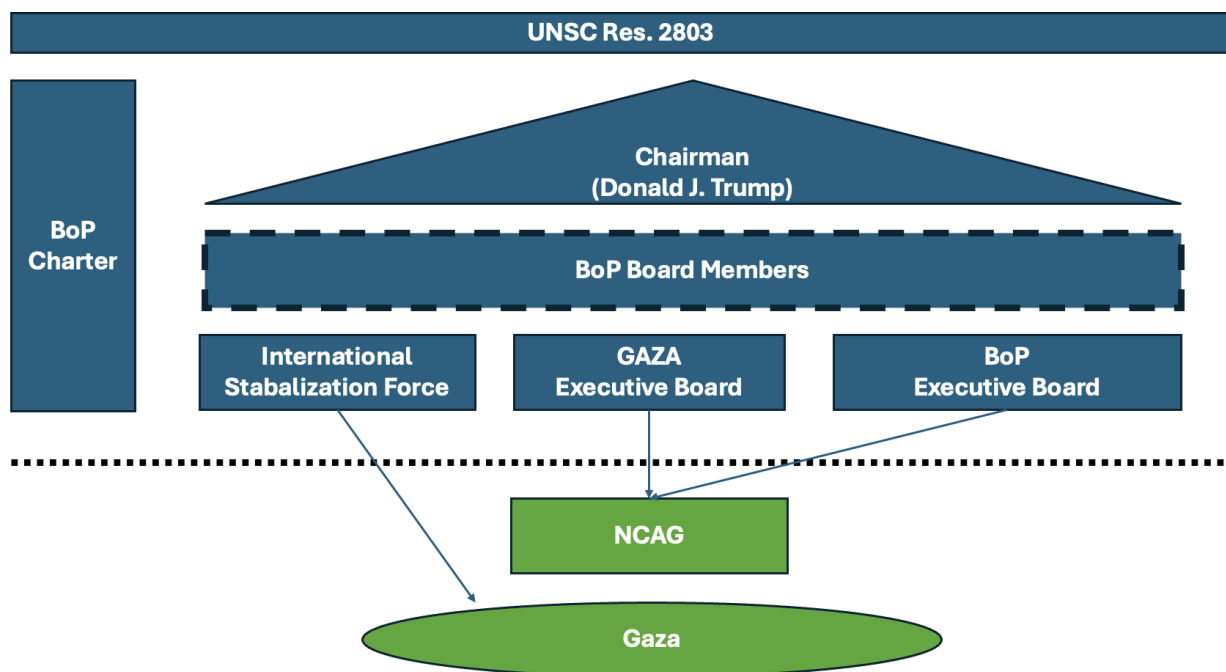 UNSC Res. 2803
Chairman
(Donald J. Trump)
BoP
Charter
BoP Board Members
International
Stabalization Force
GAZA
Executive Board
BoP
Executive Board
NCAG
Gaza